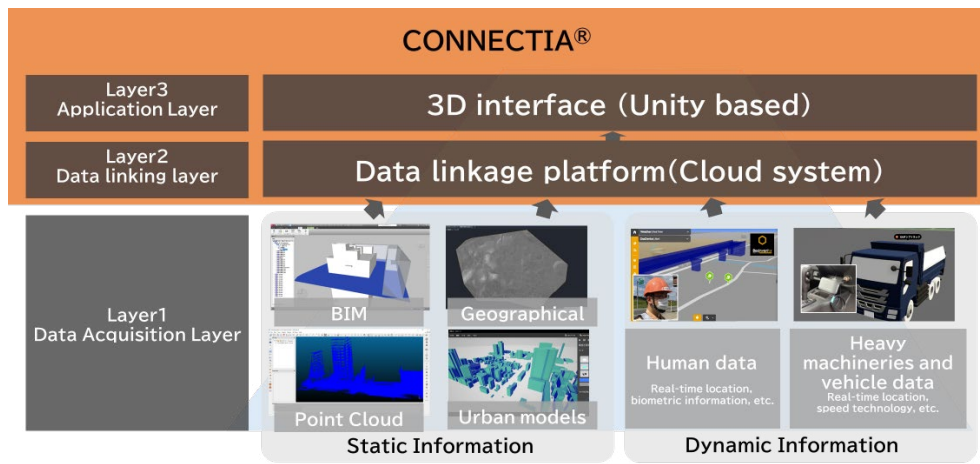 CONNECTIA®
Layer3
Application Layer
3D interface (Unity based)
Layer2
Data linking layer
Data linkage platform(Cloud system)
Layer1
Data Acquisition Layer
BIM
Geographical
Point Cloud
Urban models
Static Information
Human data
Real-time location,
biometric information, etc.
Heavy
machineries and
vehicle data
Real-time location,
speed technology, etc.
Dynamic Information